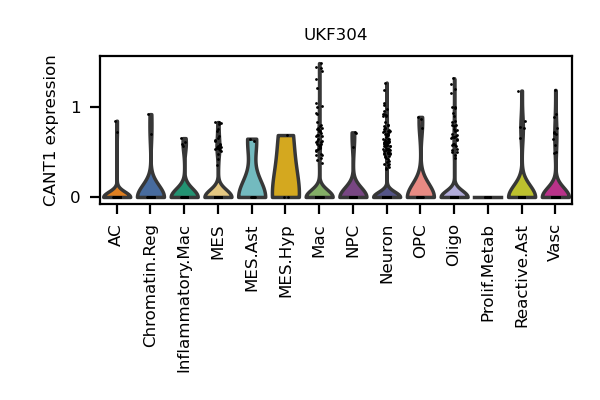 UKF304
CANT1 expression
1
0
AC
Chromatin.Reg
Inflammatory.Mac
MES
MES.Ast
MES.Hyp
Mac
NPC
Neuron
OPC
Oligo
Prolif.Metab
Reactive.Ast
Vasc